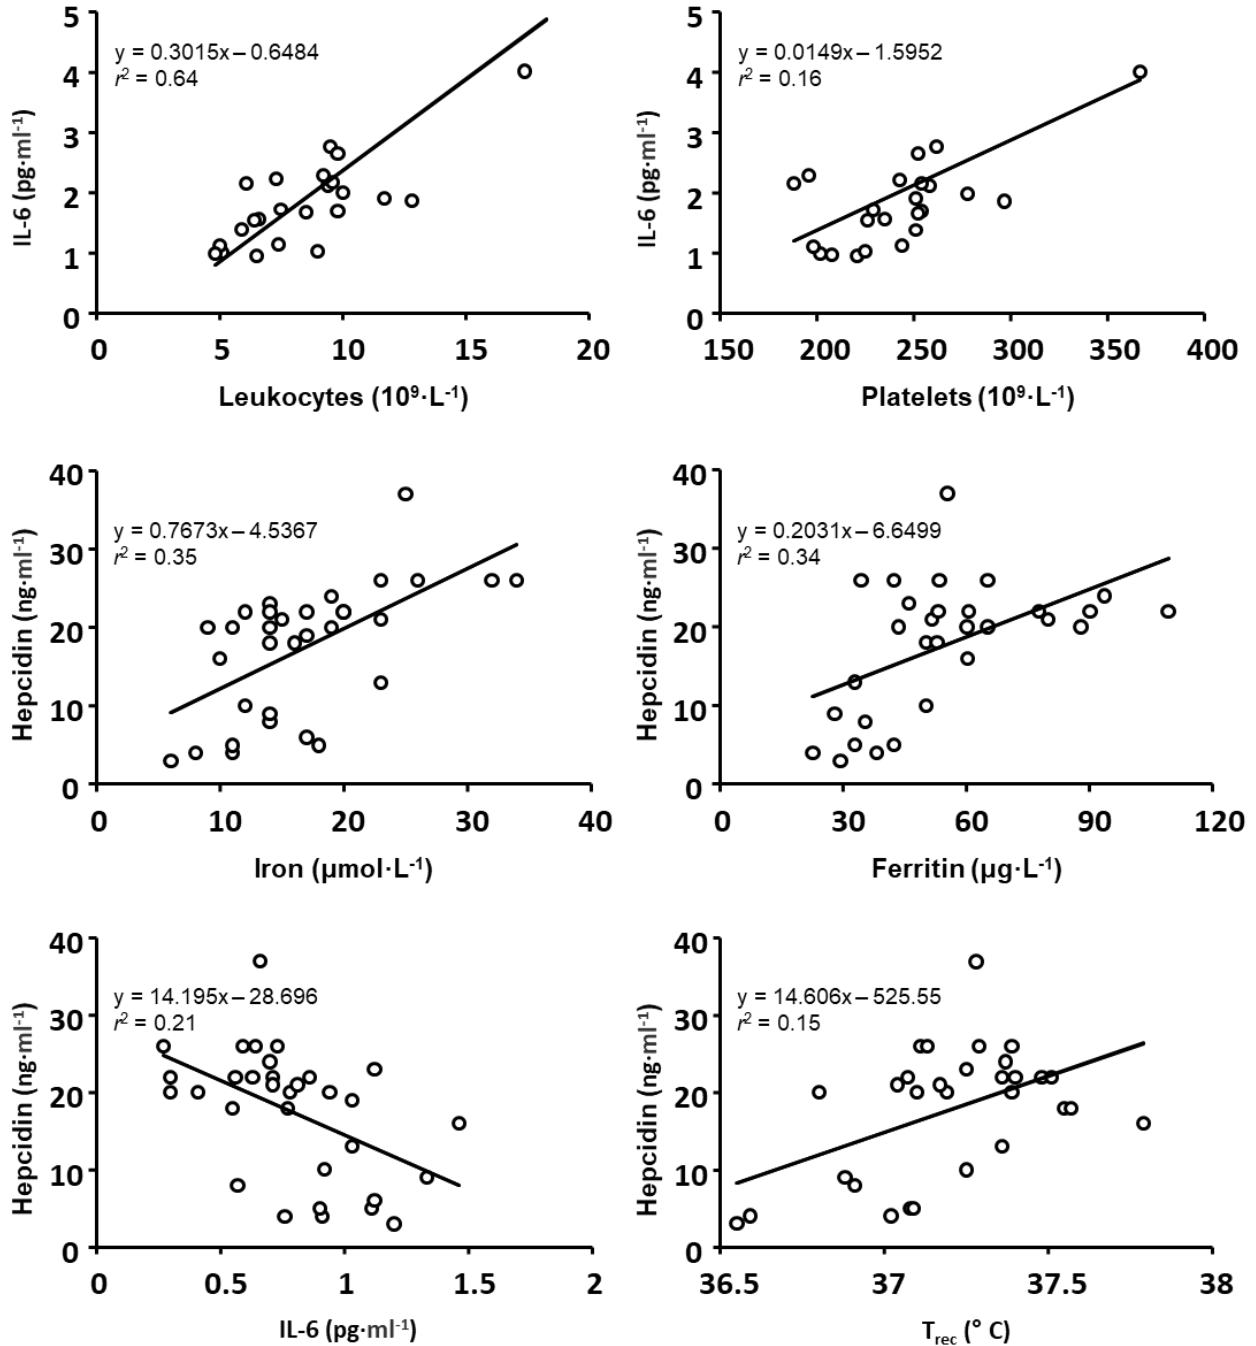 5
4
3
2
1
0
IL-6 (pg·ml⁻¹)
y = 0.3015x – 0.6484
r² = 0.64
0 5 10 15 20
Leukocytes (10⁹·L⁻¹)
5
4
3
2
1
0
IL-6 (pg·ml⁻¹)
y = 0.0149x – 1.5952
r² = 0.16
150 200 250 300 350 400
Platelets (10⁹·L⁻¹)
40
30
20
10
0
Hepcidin (ng·ml⁻¹)
y = 0.7673x – 4.5367
r² = 0.35
0 10 20 30 40
Iron (µmol·L⁻¹)
40
30
20
10
0
Hepcidin (ng·ml⁻¹)
y = 0.2031x – 6.6499
r² = 0.34
0 30 60 90 120
Ferritin (µg·L⁻¹)
40
30
20
10
0
Hepcidin (ng·ml⁻¹)
y = 14.195x – 28.696
r² = 0.21
0 0.5 1 1.5 2
IL-6 (pg·ml⁻¹)
40
30
20
10
0
Hepcidin (ng·ml⁻¹)
y = 14.606x – 525.55
r² = 0.15
36.5 37 37.5 38
Trec (° C)